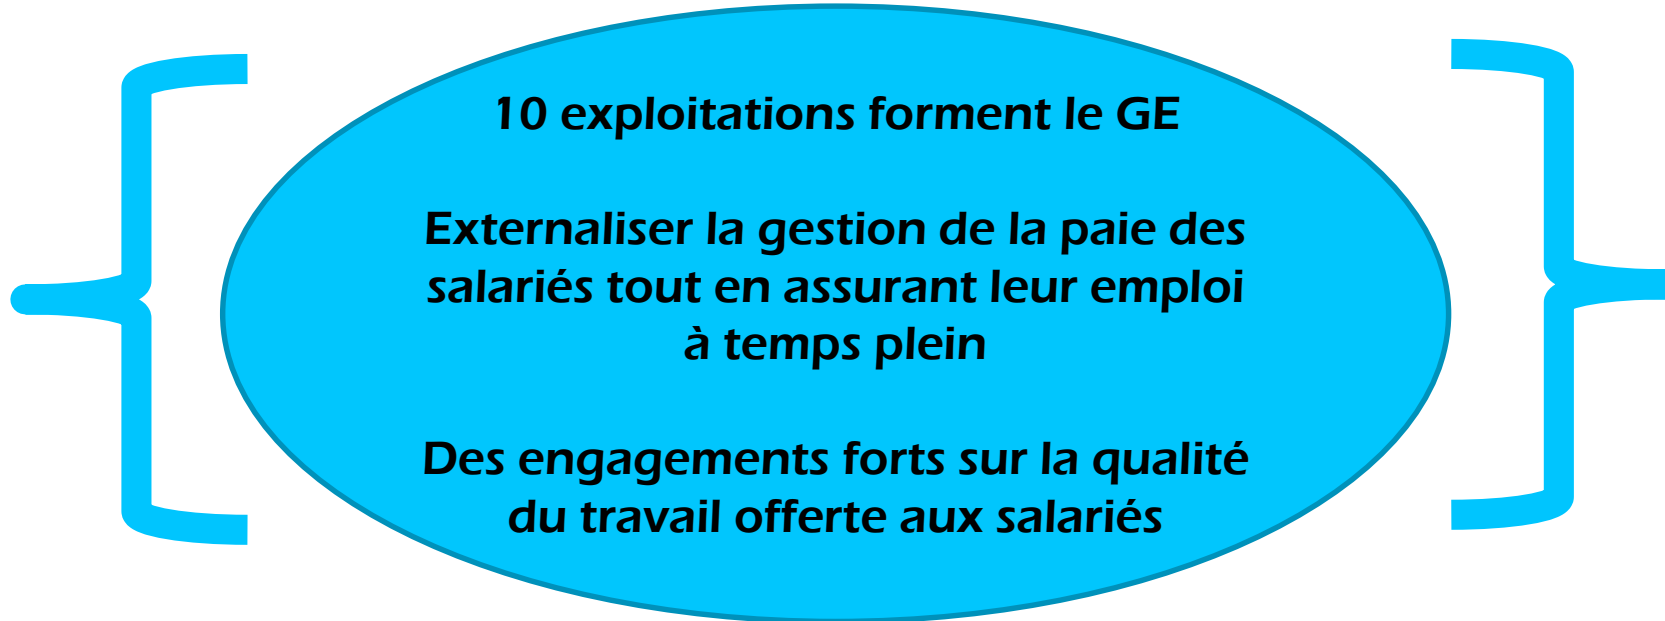 10 exploitations forment le GE
Externaliser la gestion de la paie des
salariés tout en assurant leur emploi
à temps plein
Des engagements forts sur la qualité
du travail offerte aux salariés